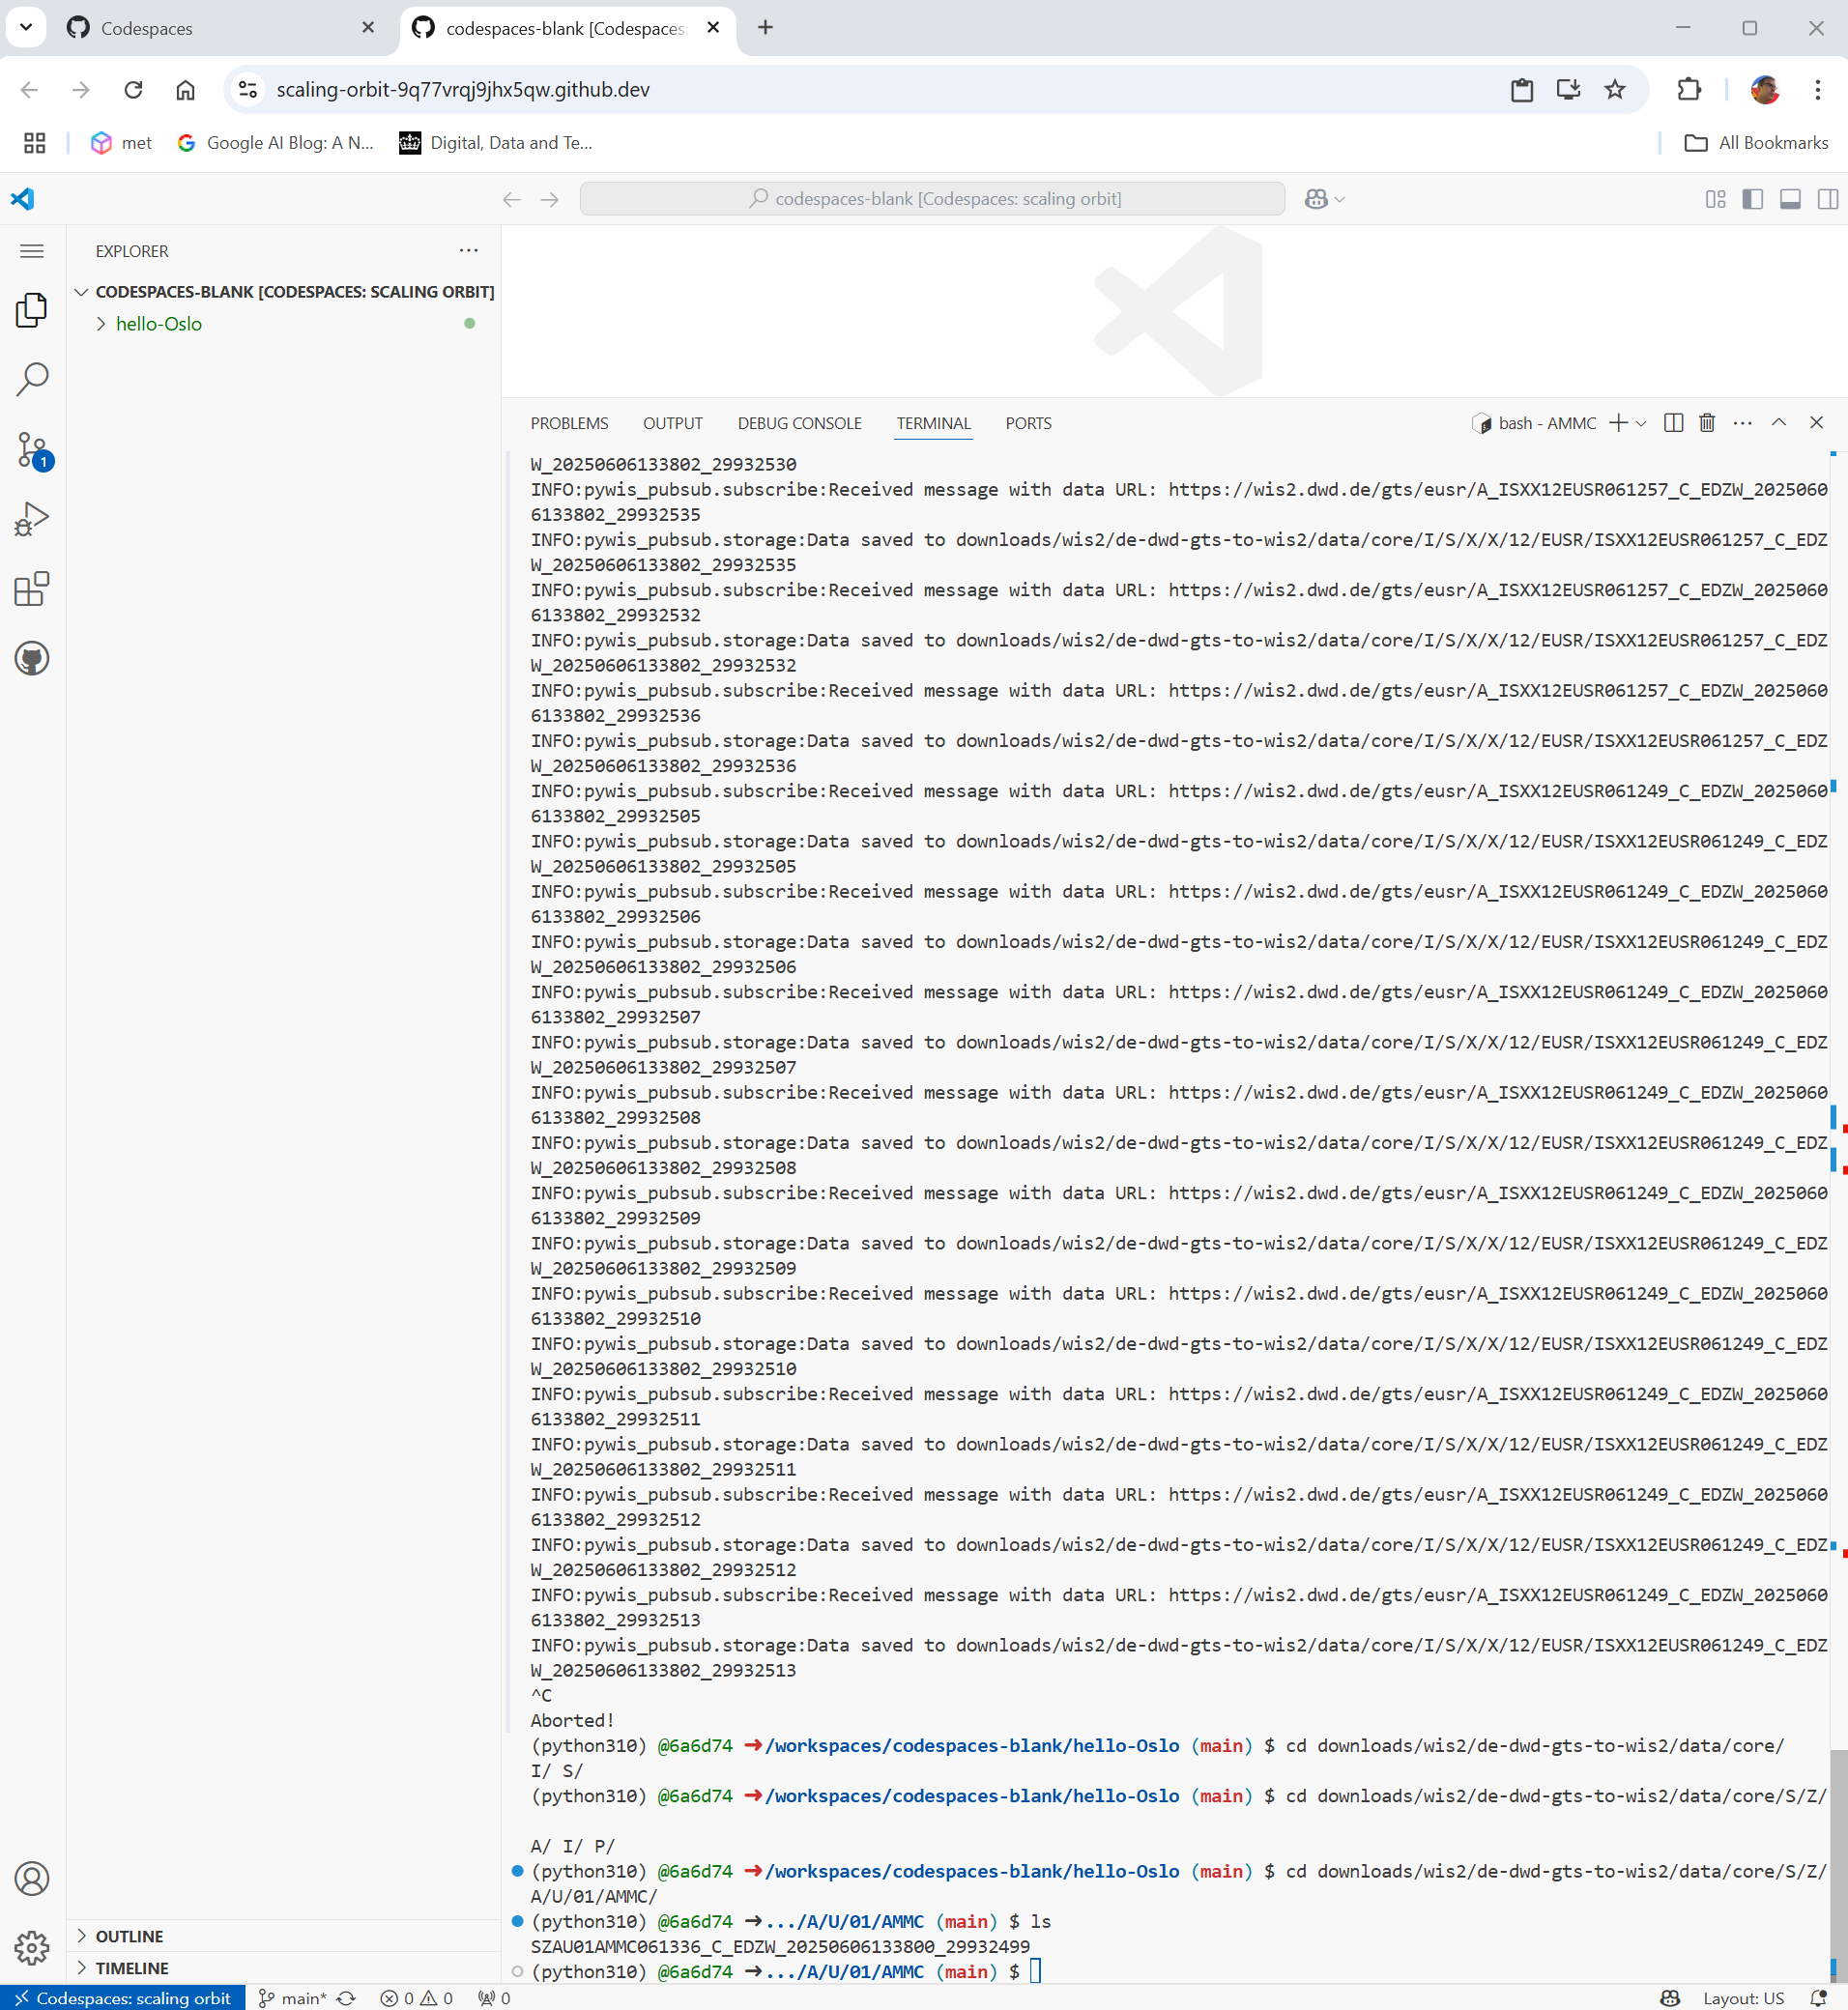 Codespaces
codespaces-blank [Codespaces:
scaling-orbit-9q77vrqj9jhx5qw.github.dev
met
Google AI Blog: A N...
Digital, Data and Te...
All Bookmarks
codespaces-blank [Codespaces: scaling orbit]
EXPLORER
CODESPACES-BLANK [CODESPACES: SCALING ORBIT]
hello-Oslo
1
PROBLEMS OUTPUT DEBUG CONSOLE TERMINAL PORTS
bash - AMMC
W_20250606133802_29932530
INFO:pywis_pubsub.subscribe:Received message with data URL: https://wis2.dwd.de/gts/eusr/A_ISXX12EUSR061257_C_EDZW_2025060
6133802_29932535
INFO:pywis_pubsub.storage:Data saved to downloads/wis2/de-dwd-gts-to-wis2/data/core/I/S/X/X/12/EUSR/ISXX12EUSR061257_C_EDZ
W_20250606133802_29932535
INFO:pywis_pubsub.subscribe:Received message with data URL: https://wis2.dwd.de/gts/eusr/A_ISXX12EUSR061257_C_EDZW_2025060
6133802_29932532
INFO:pywis_pubsub.storage:Data saved to downloads/wis2/de-dwd-gts-to-wis2/data/core/I/S/X/X/12/EUSR/ISXX12EUSR061257_C_EDZ
W_20250606133802_29932532
INFO:pywis_pubsub.subscribe:Received message with data URL: https://wis2.dwd.de/gts/eusr/A_ISXX12EUSR061257_C_EDZW_2025060
6133802_29932536
INFO:pywis_pubsub.storage:Data saved to downloads/wis2/de-dwd-gts-to-wis2/data/core/I/S/X/X/12/EUSR/ISXX12EUSR061257_C_EDZ
W_20250606133802_29932536
INFO:pywis_pubsub.subscribe:Received message with data URL: https://wis2.dwd.de/gts/eusr/A_ISXX12EUSR061249_C_EDZW_2025060
6133802_29932505
INFO:pywis_pubsub.storage:Data saved to downloads/wis2/de-dwd-gts-to-wis2/data/core/I/S/X/X/12/EUSR/ISXX12EUSR061249_C_EDZ
W_20250606133802_29932505
INFO:pywis_pubsub.subscribe:Received message with data URL: https://wis2.dwd.de/gts/eusr/A_ISXX12EUSR061249_C_EDZW_2025060
6133802_29932506
INFO:pywis_pubsub.storage:Data saved to downloads/wis2/de-dwd-gts-to-wis2/data/core/I/S/X/X/12/EUSR/ISXX12EUSR061249_C_EDZ
W_20250606133802_29932506
INFO:pywis_pubsub.subscribe:Received message with data URL: https://wis2.dwd.de/gts/eusr/A_ISXX12EUSR061249_C_EDZW_2025060
6133802_29932507
INFO:pywis_pubsub.storage:Data saved to downloads/wis2/de-dwd-gts-to-wis2/data/core/I/S/X/X/12/EUSR/ISXX12EUSR061249_C_EDZ
W_20250606133802_29932507
INFO:pywis_pubsub.subscribe:Received message with data URL: https://wis2.dwd.de/gts/eusr/A_ISXX12EUSR061249_C_EDZW_2025060
6133802_29932508
INFO:pywis_pubsub.storage:Data saved to downloads/wis2/de-dwd-gts-to-wis2/data/core/I/S/X/X/12/EUSR/ISXX12EUSR061249_C_EDZ
W_20250606133802_29932508
INFO:pywis_pubsub.subscribe:Received message with data URL: https://wis2.dwd.de/gts/eusr/A_ISXX12EUSR061249_C_EDZW_2025060
6133802_29932509
INFO:pywis_pubsub.storage:Data saved to downloads/wis2/de-dwd-gts-to-wis2/data/core/I/S/X/X/12/EUSR/ISXX12EUSR061249_C_EDZ
W_20250606133802_29932509
INFO:pywis_pubsub.subscribe:Received message with data URL: https://wis2.dwd.de/gts/eusr/A_ISXX12EUSR061249_C_EDZW_2025060
6133802_29932510
INFO:pywis_pubsub.storage:Data saved to downloads/wis2/de-dwd-gts-to-wis2/data/core/I/S/X/X/12/EUSR/ISXX12EUSR061249_C_EDZ
W_20250606133802_29932510
INFO:pywis_pubsub.subscribe:Received message with data URL: https://wis2.dwd.de/gts/eusr/A_ISXX12EUSR061249_C_EDZW_2025060
6133802_29932511
INFO:pywis_pubsub.storage:Data saved to downloads/wis2/de-dwd-gts-to-wis2/data/core/I/S/X/X/12/EUSR/ISXX12EUSR061249_C_EDZ
W_20250606133802_29932511
INFO:pywis_pubsub.subscribe:Received message with data URL: https://wis2.dwd.de/gts/eusr/A_ISXX12EUSR061249_C_EDZW_2025060
6133802_29932512
INFO:pywis_pubsub.storage:Data saved to downloads/wis2/de-dwd-gts-to-wis2/data/core/I/S/X/X/12/EUSR/ISXX12EUSR061249_C_EDZ
W_20250606133802_29932512
INFO:pywis_pubsub.subscribe:Received message with data URL: https://wis2.dwd.de/gts/eusr/A_ISXX12EUSR061249_C_EDZW_2025060
6133802_29932513
INFO:pywis_pubsub.storage:Data saved to downloads/wis2/de-dwd-gts-to-wis2/data/core/I/S/X/X/12/EUSR/ISXX12EUSR061249_C_EDZ
W_20250606133802_29932513
^C
Aborted!
(python310) @6a6d74 ➜/workspaces/codespaces-blank/hello-Oslo (main) $ cd downloads/wis2/de-dwd-gts-to-wis2/data/core/
I/ S/
(python310) @6a6d74 ➜/workspaces/codespaces-blank/hello-Oslo (main) $ cd downloads/wis2/de-dwd-gts-to-wis2/data/core/S/Z/
A/ I/ P/
(python310) @6a6d74 ➜/workspaces/codespaces-blank/hello-Oslo (main) $ cd downloads/wis2/de-dwd-gts-to-wis2/data/core/S/Z/
A/U/01/AMMC/
(python310) @6a6d74 ➜.../A/U/01/AMMC (main) $ ls
SZAU01AMMC061336_C_EDZW_20250606133800_29932499
(python310) @6a6d74 ➜.../A/U/01/AMMC (main) $
OUTLINE
TIMELINE
Codespaces: scaling orbit main* 0 0 0 Layout: US